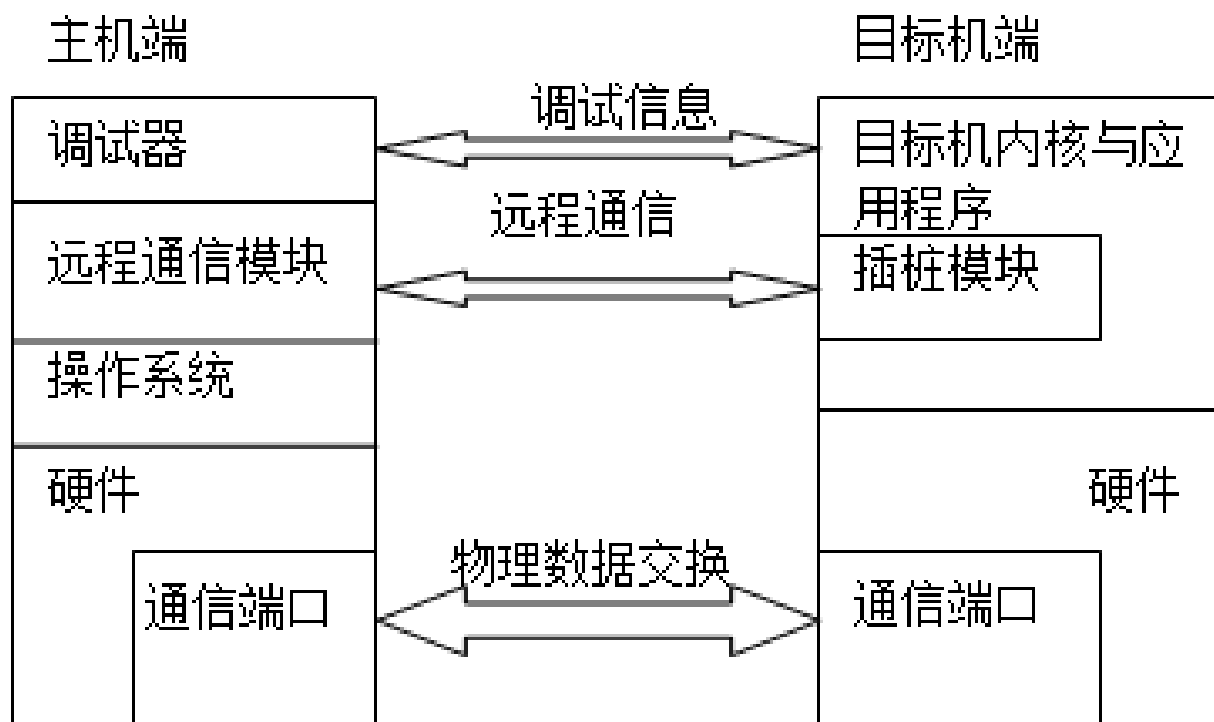 主机端
目标机端
调试信息
调试器
目标机内核与应
用程序
远程通信
远程通信模块
插桩模块
操作系统
硬件
硬件
物理数据交换
通信端口
通信端口